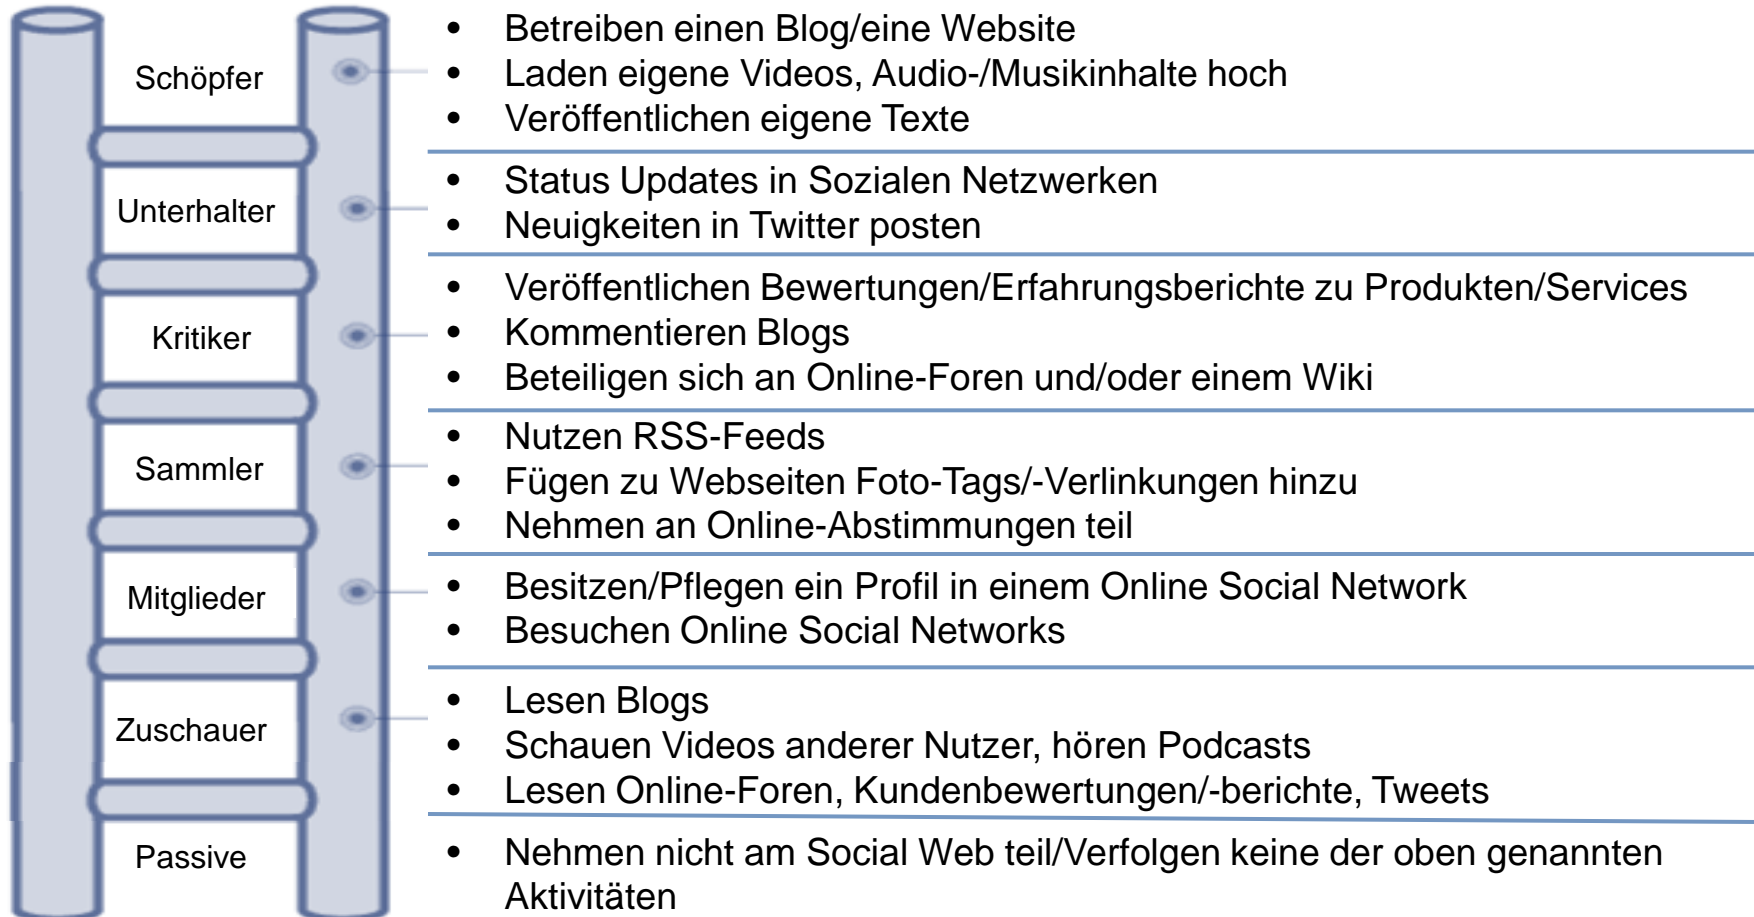 Schöpfer
• Betreiben einen Blog/eine Website
• Laden eigene Videos, Audio-/Musikinhalte hoch
• Veröffentlichen eigene Texte
Unterhalter
• Status Updates in Sozialen Netzwerken
• Neuigkeiten in Twitter posten
Kritiker
• Veröffentlichen Bewertungen/Erfahrungsberichte zu Produkten/Services
• Kommentieren Blogs
• Beteiligen sich an Online-Foren und/oder einem Wiki
Sammler
• Nutzen RSS-Feeds
• Fügen zu Webseiten Foto-Tags/-Verlinkungen hinzu
• Nehmen an Online-Abstimmungen teil
Mitglieder
• Besitzen/Pflegen ein Profil in einem Online Social Network
• Besuchen Online Social Networks
Zuschauer
• Lesen Blogs
• Schauen Videos anderer Nutzer, hören Podcasts
• Lesen Online-Foren, Kundenbewertungen/-berichte, Tweets
Passive
• Nehmen nicht am Social Web teil/Verfolgen keine der oben genannten
Aktivitäten